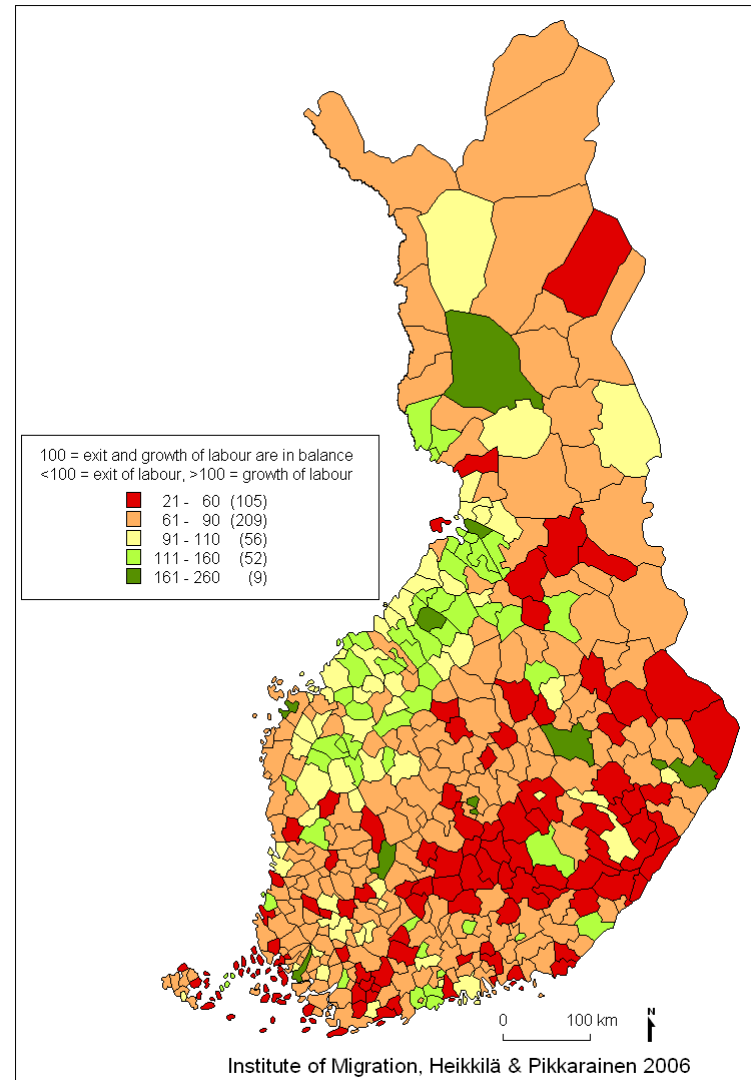 100 = exit and growth of labour are in balance
<100 = exit of labour, >100 = growth of labour
21 - 60 (105)
61 - 90 (209)
91 - 110 (56)
111 - 160 (52)
161 - 260 (9)
N
0 100 km
Institute of Migration, Heikkilä & Pikkarainen 2006